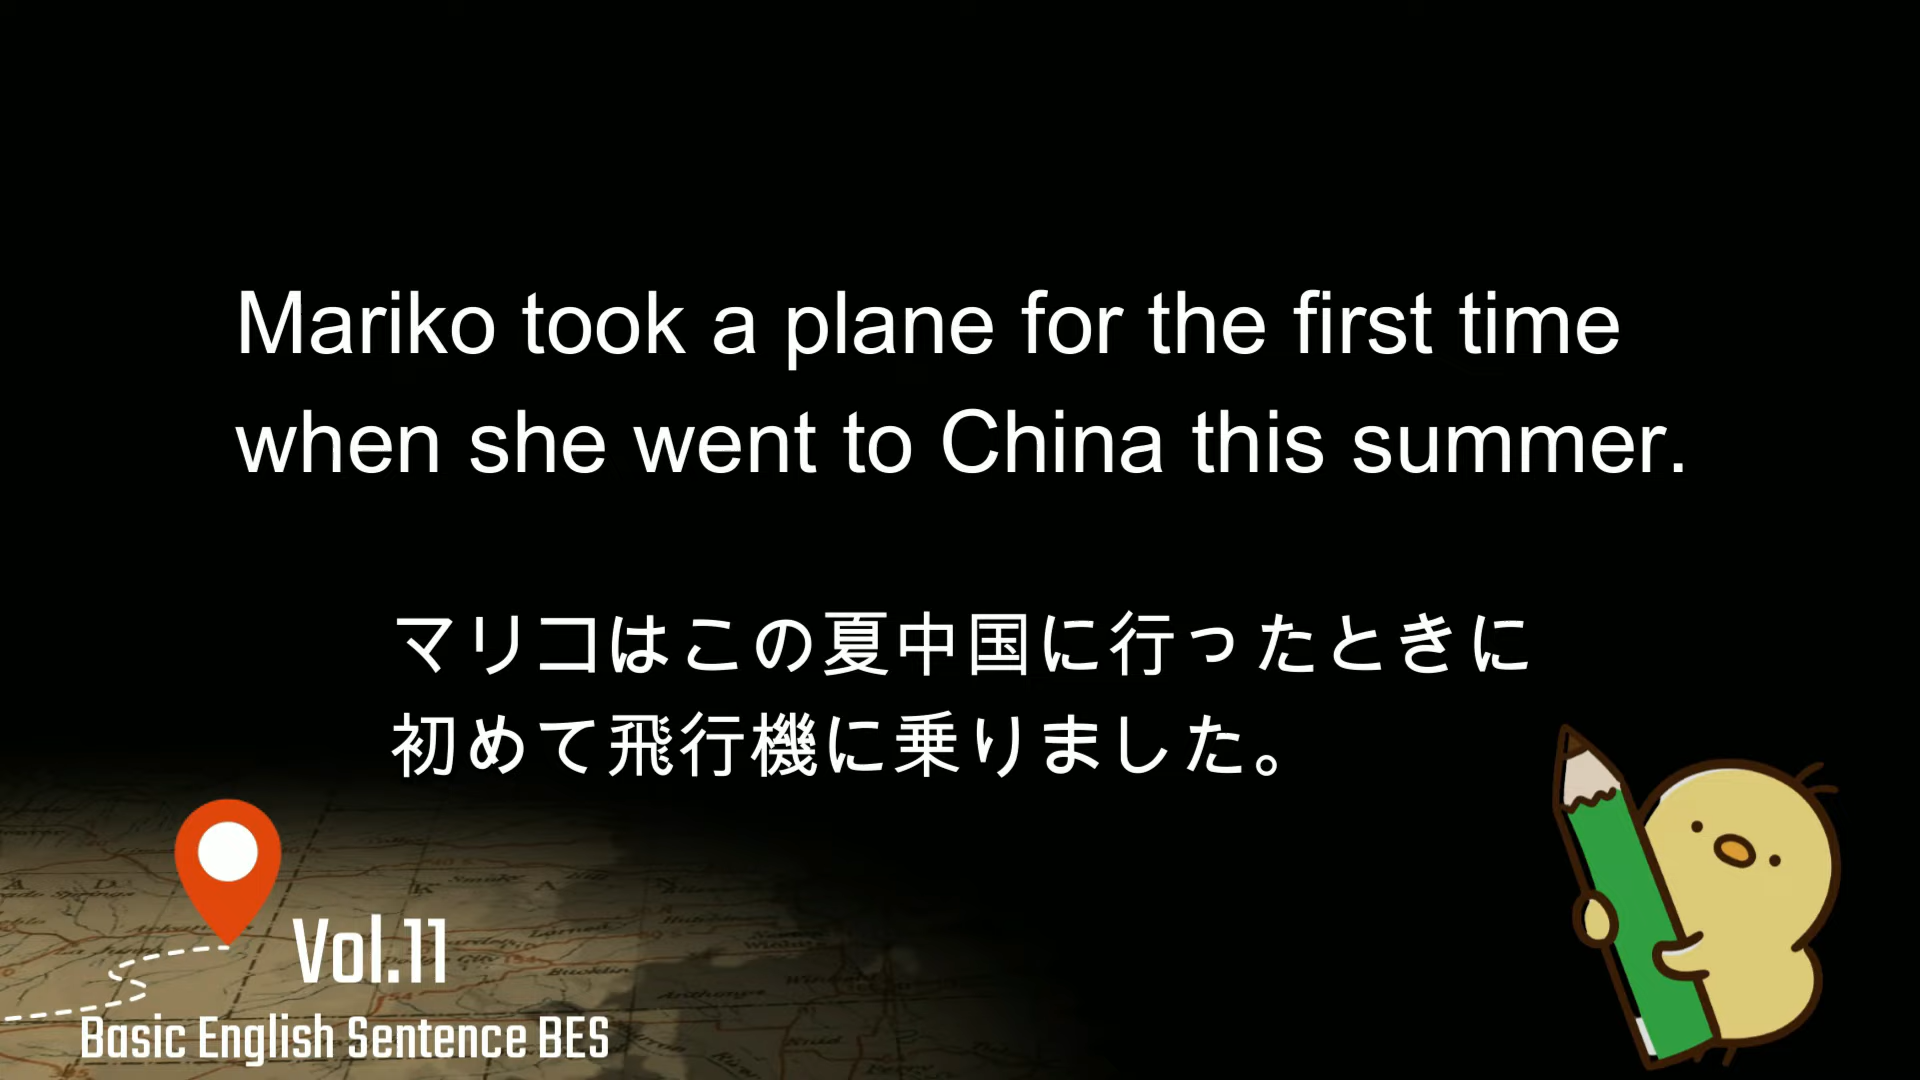 Mariko took a plane for the first time
when she went to China this summer.
マリコはこの夏中国に行ったときに
初めて飛行機に乗りました。
Vol.11
Basic English Sentence BES